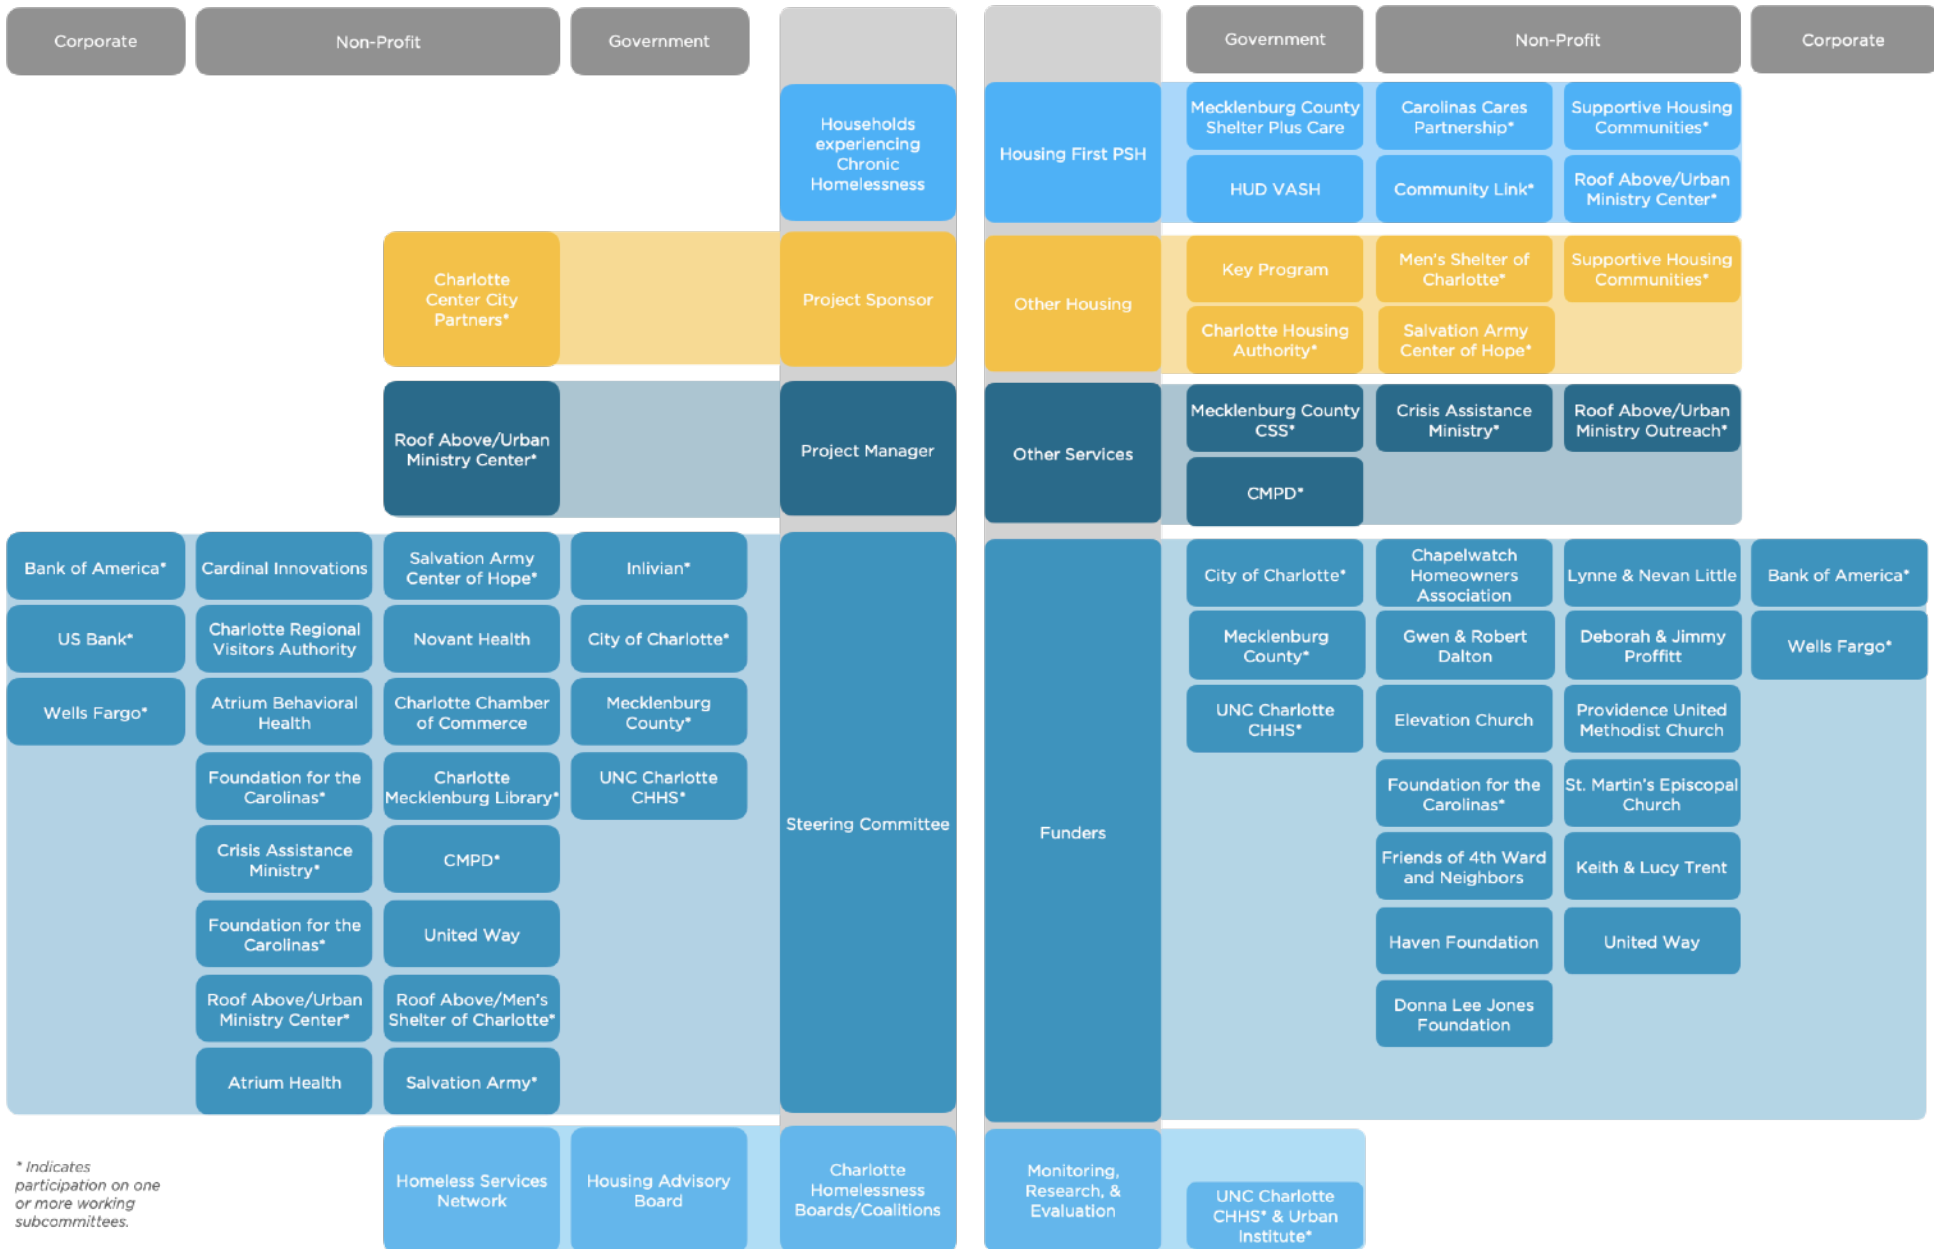 Corporate
Non-Profit
Government
Government
Non-Profit
Corporate
Households
experiencing
Chronic
Homelessness
Housing First PSH
Mecklenburg County
Shelter Plus Care
Carolinas Cares
Partnership*
Supportive Housing
Communities*
HUD VASH
Community Link*
Roof Above/Urban
Ministry Center*
Charlotte
Center City
Partners*
Project Sponsor
Other Housing
Key Program
Men's Shelter of
Charlotte*
Supportive Housing
Communities*
Charlotte Housing
Authority*
Salvation Army
Center of Hope*
Roof Above/Urban
Ministry Center*
Project Manager
Other Services
Mecklenburg County
CSS*
Crisis Assistance
Ministry*
Roof Above/Urban
Ministry Outreach*
CMPD*
Bank of America*
Cardinal Innovations
Salvation Army
Center of Hope*
Inlivian*
US Bank*
Charlotte Regional
Visitors Authority
Novant Health
City of Charlotte*
Wells Fargo*
Atrium Behavioral
Health
Charlotte Chamber
of Commerce
Mecklenburg
County*
Foundation for the
Carolinas*
Charlotte
Mecklenburg Library*
UNC Charlotte
CHHS*
Crisis Assistance
Ministry*
CMPD*
Foundation for the
Carolinas*
United Way
Roof Above/Urban
Ministry Center*
Roof Above/Men's
Shelter of Charlotte*
Atrium Health
Salvation Army*
Steering Committee
Funders
City of Charlotte*
Chapelwatch
Homeowners
Association
Lynne & Nevan Little
Bank of America*
Mecklenburg
County*
Gwen & Robert
Dalton
Deborah & Jimmy
Proffitt
Wells Fargo*
UNC Charlotte
CHHS*
Elevation Church
Providence United
Methodist Church
Foundation for the
Carolinas*
St. Martin's Episcopal
Church
Friends of 4th Ward
and Neighbors
Keith & Lucy Trent
Haven Foundation
United Way
Donna Lee Jones
Foundation
* Indicates
participation on one
or more working
subcommittees.
Homeless Services
Network
Housing Advisory
Board
Charlotte
Homelessness
Boards/Coalitions
Monitoring,
Research, &
Evaluation
UNC Charlotte
CHHS* & Urban
Institute*